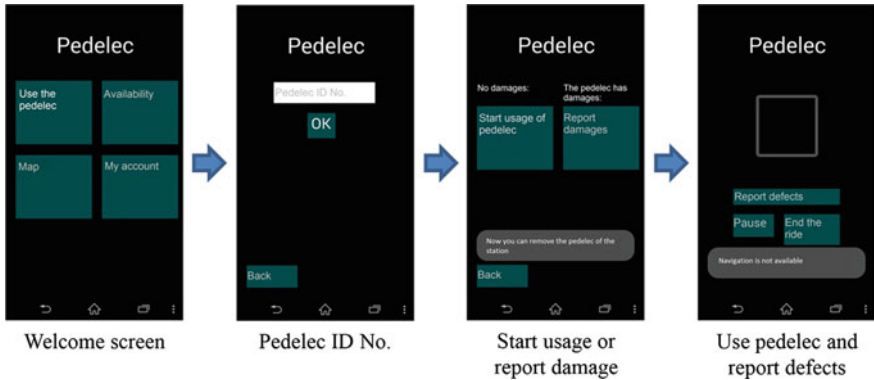 Pedelec
Use the
pedelec
Availability
Map
My account
Welcome screen
Pedelec
Pedelec ID No.
OK
Back
Pedelec ID No.
Pedelec
No damages:
The pedelec has
damages:
Start usage of
pedelec
Report
damages
Now you can remove the pedelec of the
station
Back
Start usage or
report damage
Pedelec
Report defects
Pause
End the
ride
Navigation is not available
Use pedelec and
report defects